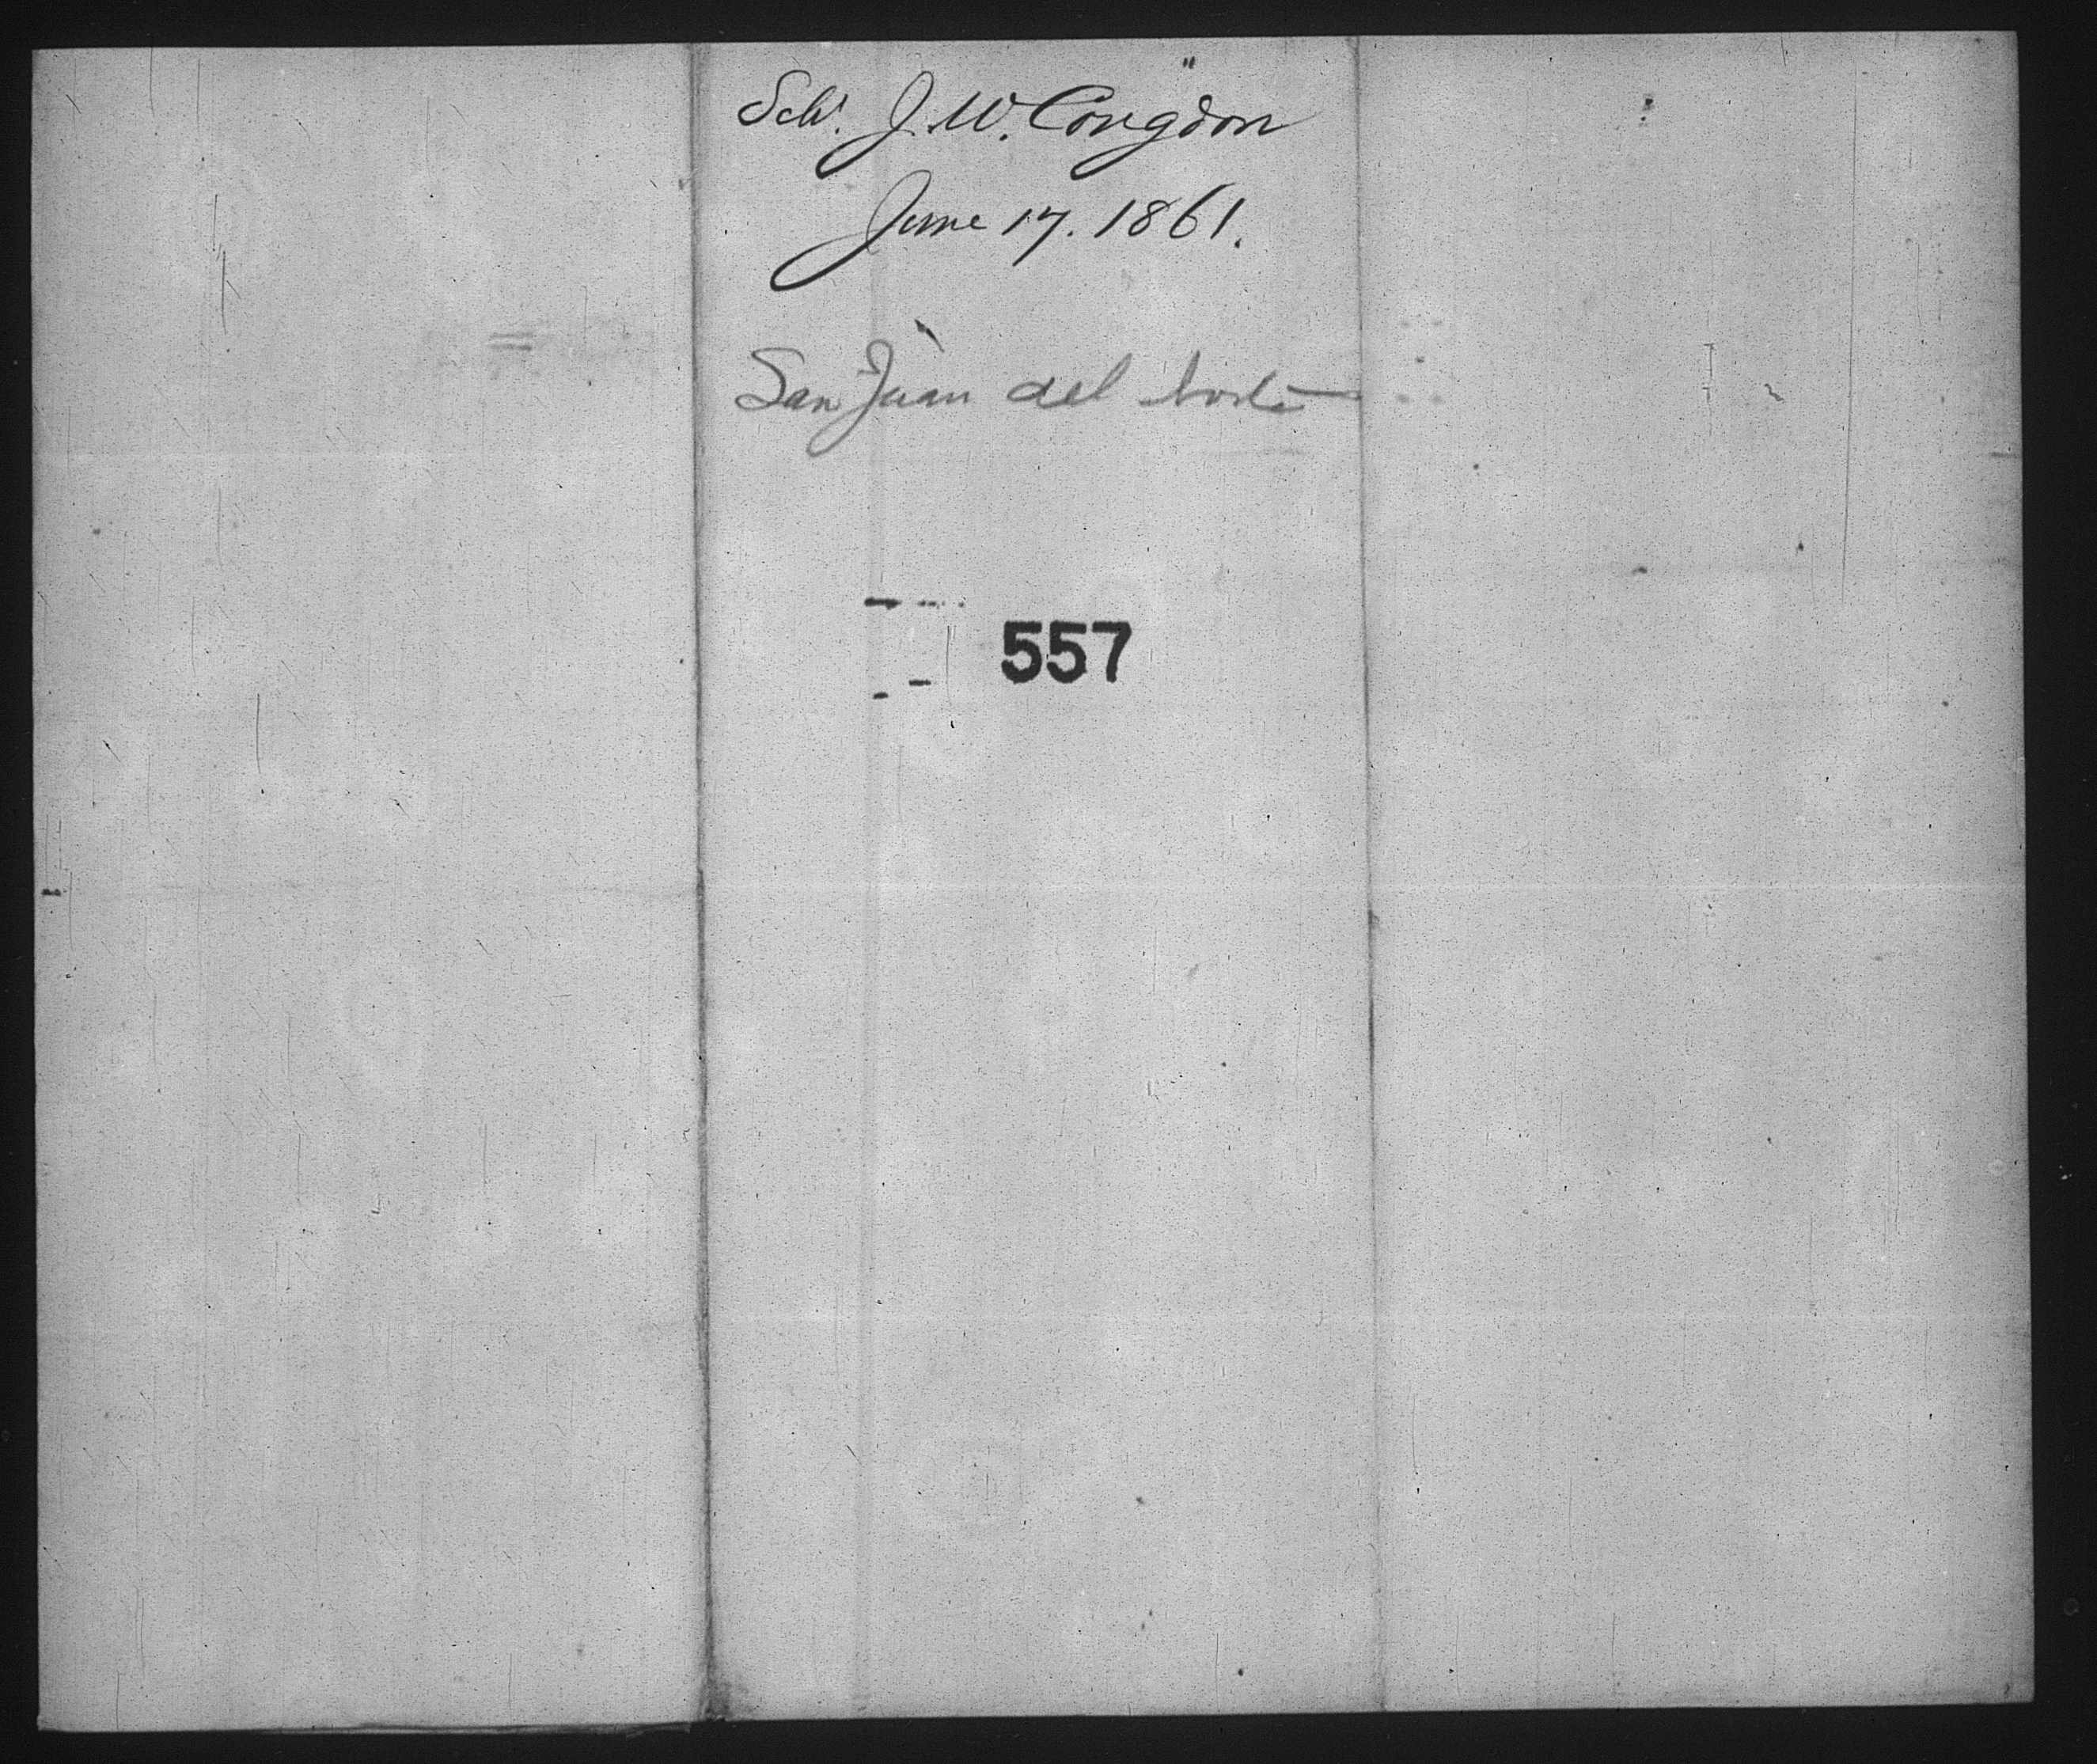 Schr. J. W. Congdon
June 17. 1861.
San Juan del Norte
557